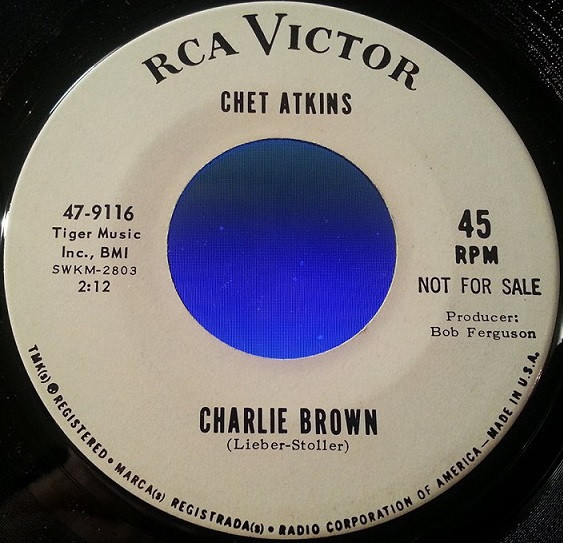 RCA VICTOR
CHET ATKINS
47-9116
Tiger Music
Inc., BMI
SWKM-2803
2:12
45
RPM
NOT FOR SALE
Producer:
Bob Ferguson
CHARLIE BROWN
(Lieber-Stoller)
TMK(s) ® REGISTERED • MARCA(s) REGISTRADA(s) • RADIO CORPORATION OF AMERICA—MADE IN U.S.A.